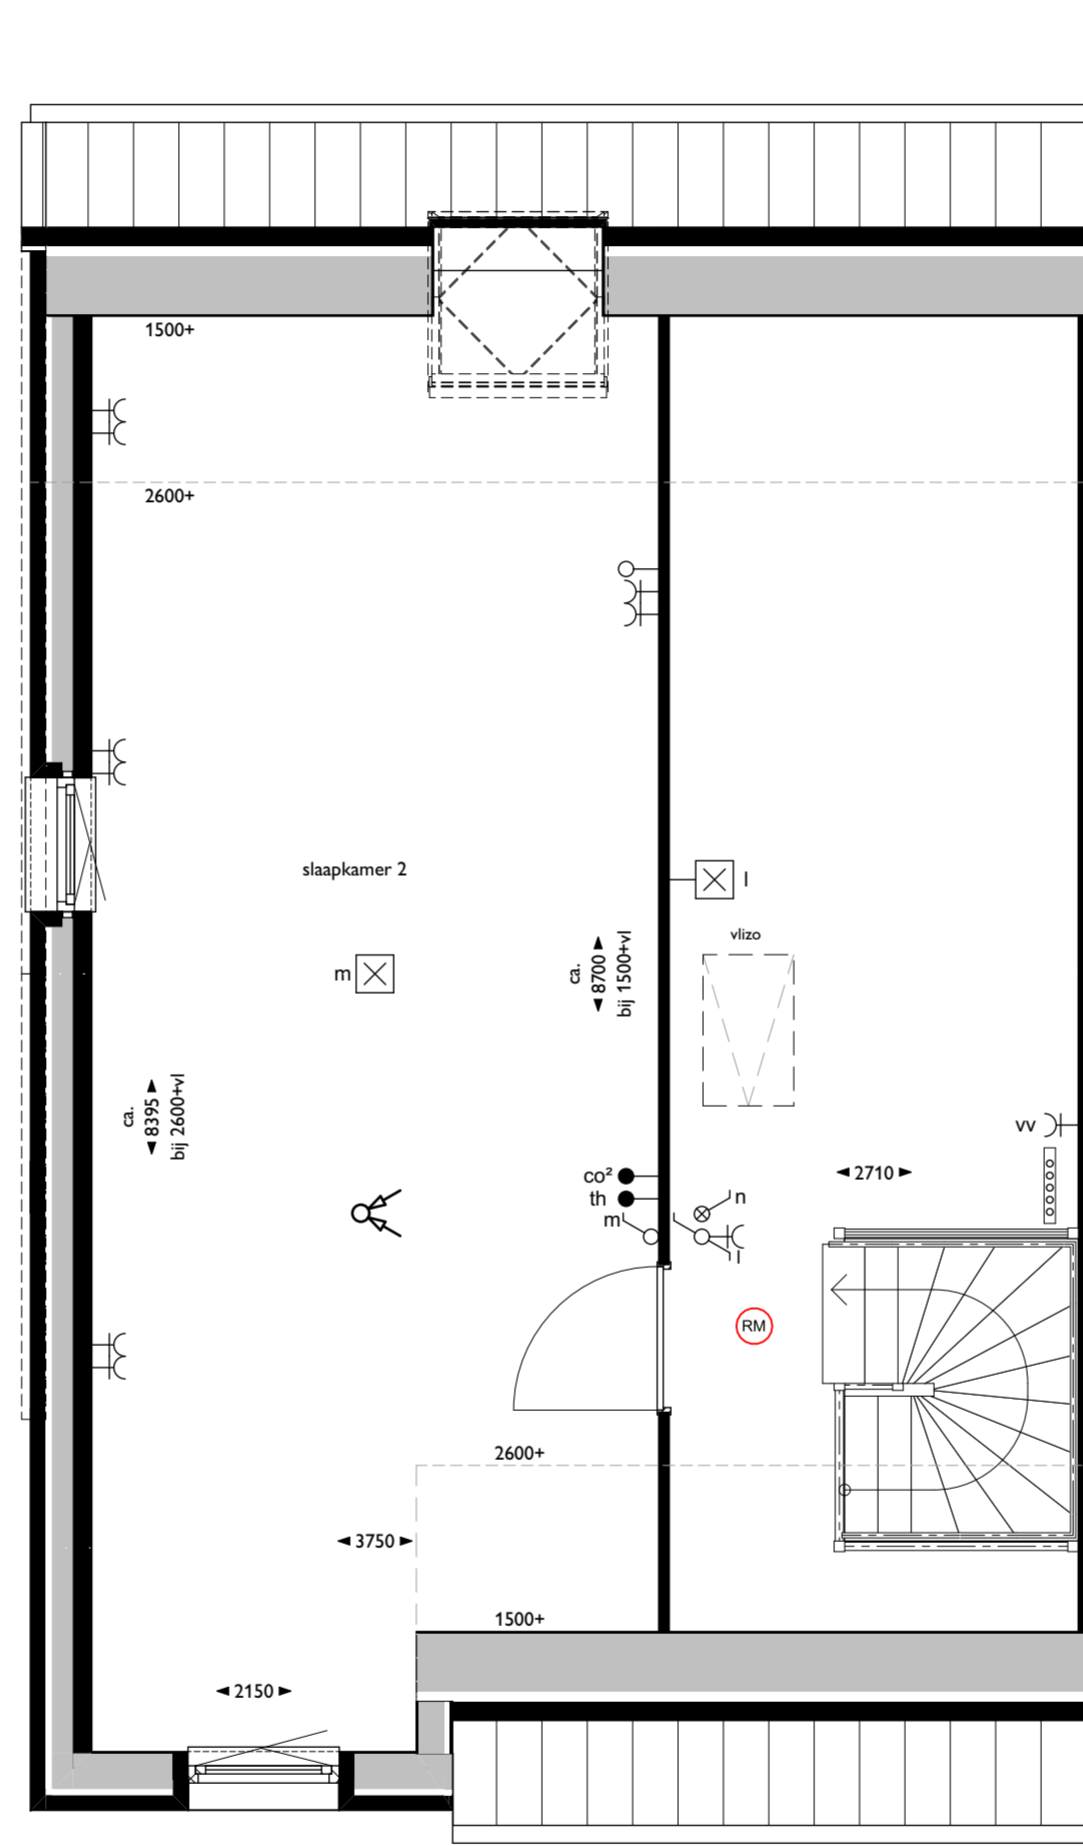 1500+
2600+
slaapkamer 2
l
vlizo
m
ca.
8700
bij 1500+vl
ca.
8395
bij 2600+vl
vv
2710
co²
th
m
n
l
RM
2600+
3750
1500+
2150